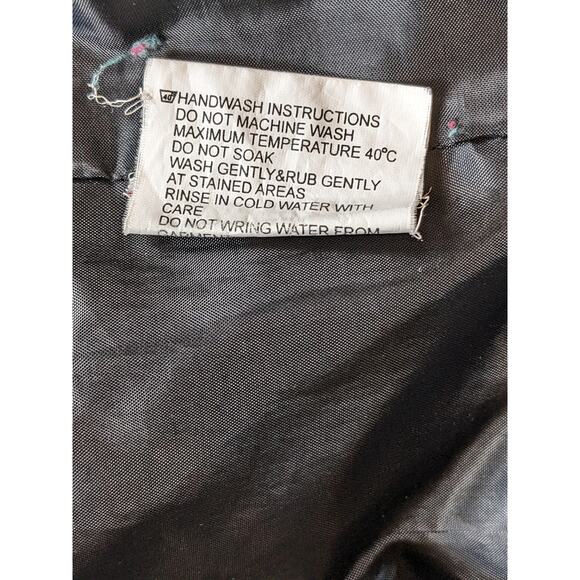 40 HANDWASH INSTRUCTIONS
DO NOT MACHINE WASH
MAXIMUM TEMPERATURE 40°C
DO NOT SOAK
WASH GENTLY&RUB GENTLY
AT STAINED AREAS
RINSE IN COLD WATER WITH
CARE
DO NOT WRING WATER FROM